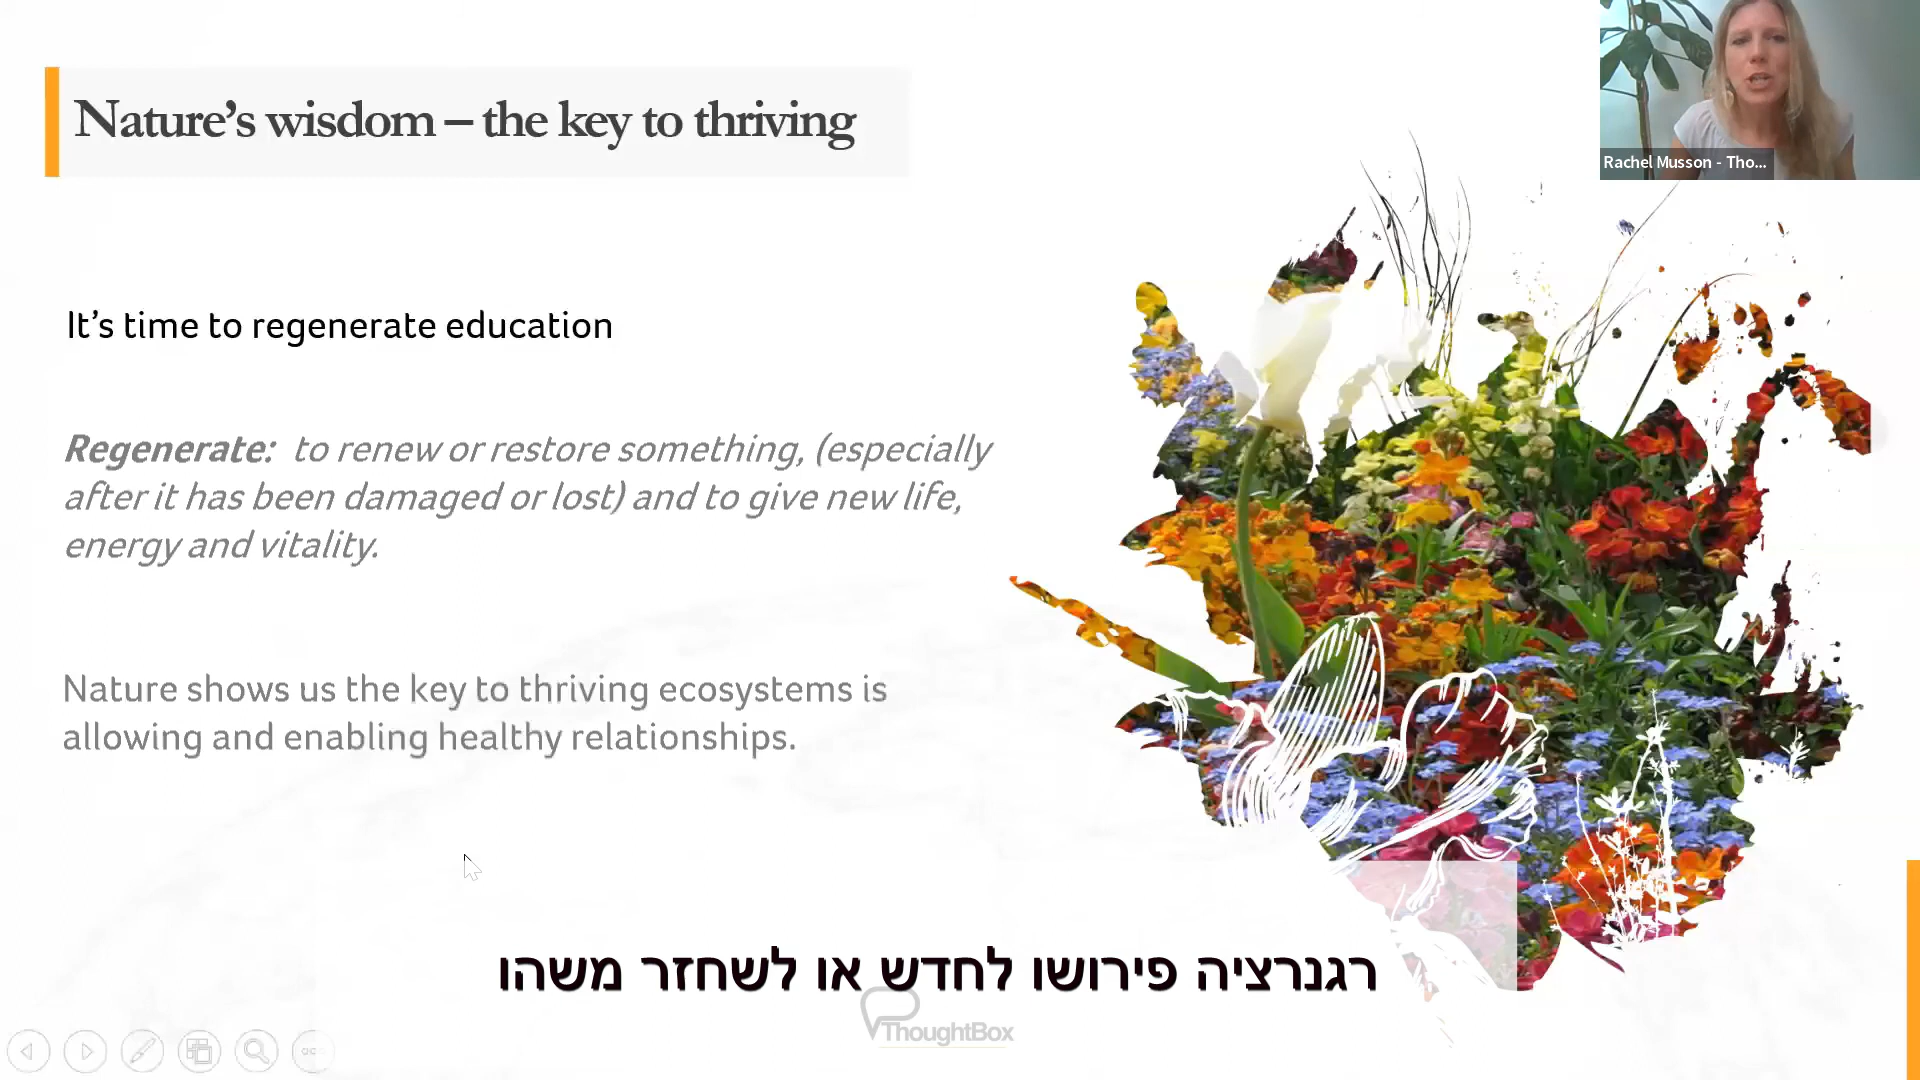 Nature’s wisdom – the key to thriving
Rachel Musson - Tho...
It’s time to regenerate education
Regenerate: to renew or restore something, (especially
after it has been damaged or lost) and to give new life,
energy and vitality.
Nature shows us the key to thriving ecosystems is
allowing and enabling healthy relationships.
רגנרציה פירושו לחדש או לשחזר משהו
ThoughtBox